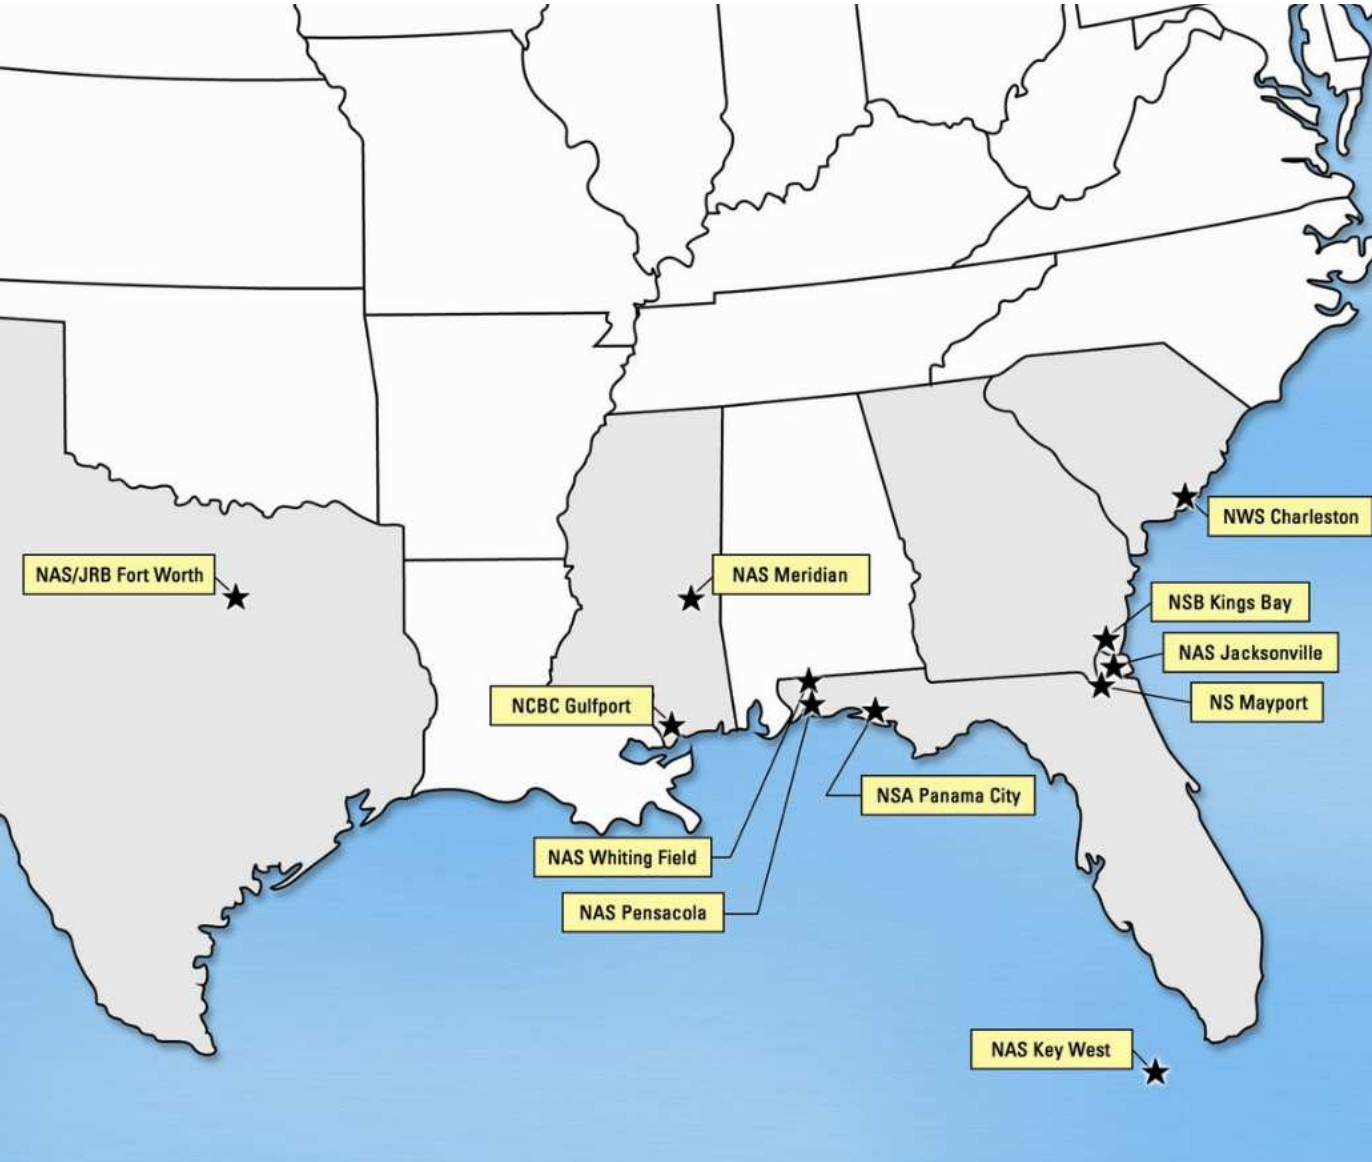 NWS Charleston
NAS/JRB Fort Worth
NAS Meridian
NSB Kings Bay
NAS Jacksonville
NS Mayport
NCBC Gulfport
NSA Panama City
NAS Whiting Field
NAS Pensacola
NAS Key West